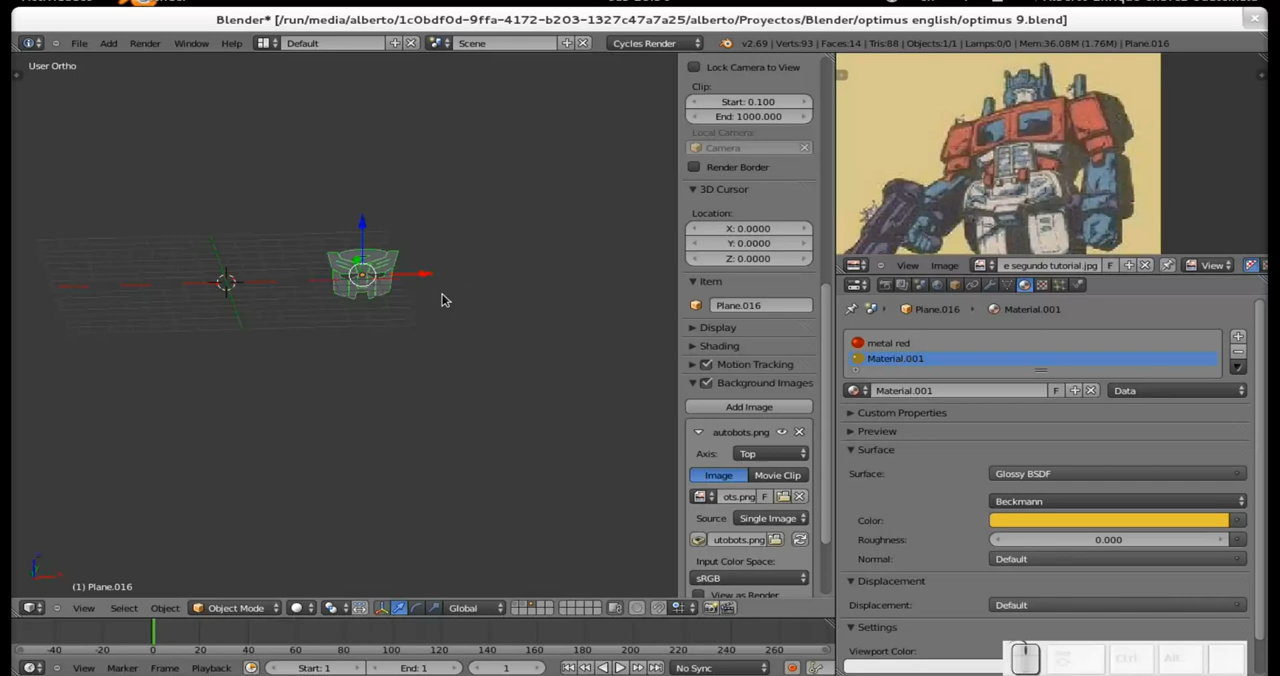 Blender* [/run/media/alberto/1c0bdf0d-9ffa-4172-b203-1327c47a7a25/alberto/Proyectos/Blender/optimus english/optimus 9.blend]
File Add Render Window Help Default Scene Cycles Render v2.69 | Verts:93 | Faces:14 | Tris:88 | Objects:1/1 | Lamps:0/0 | Mem:36.08M (1.76M) | Plane.016
User Ortho
Lock Camera to View
Clip:
Start: 0.100
End: 1000.000
Local Camera:
Camera
Render Border
3D Cursor
Location:
X: 0.0000
Y: 0.0000
Z: 0.0000
Item
Plane.016
Display
Shading
Motion Tracking
Background Images
Add Image
autobots.png
Axis: Top
Image Movie Clip
ots.png F
Source Single Image
utobots.png
Input Color Space:
sRGB
View as Render
View Image e segundo tutorial.jpg F View
Plane.016 Material.001
metal red
Material.001
Material.001 F Data
Custom Properties
Preview
Surface
Surface: Glossy BSDF
Beckmann
Color:
Roughness: 0.000
Normal: Default
Displacement
Displacement: Default
Settings
Viewport Color:
Ctrl Alt
(1) Plane.016
View Select Object Object Mode Global
-40 -20 0 20 40 60 80 100 120 140 160 180 200 220 240 260
View Marker Frame Playback Start: 1 End: 1 1 No Sync